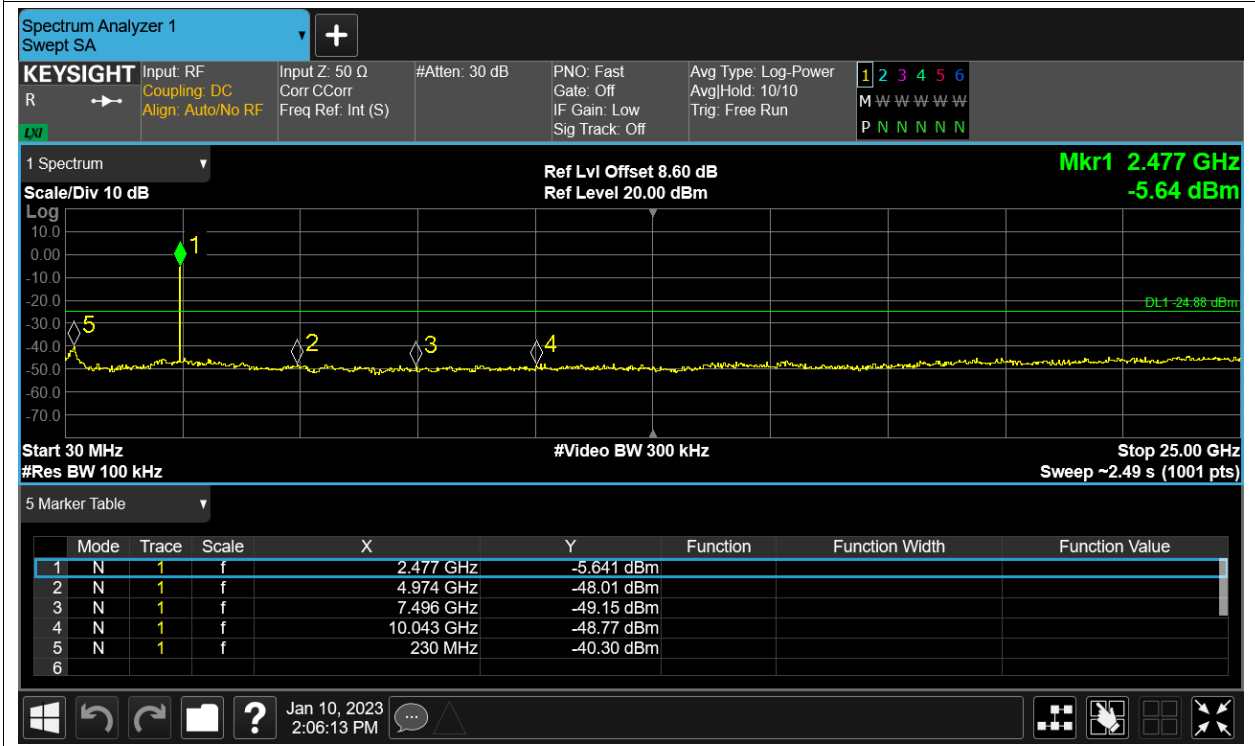 Spectrum Analyzer 1
Swept SA
+
KEYSIGHT Input: RF Input Z: 50 Ω #Atten: 30 dB PNO: Fast Avg Type: Log-Power 1 2 3 4 5 6
R Coupling: DC Corr CCorr Gate: Off Avg|Hold: 10/10 M W W W W W
Align: Auto/No RF Freq Ref: Int (S) IF Gain: Low Trig: Free Run
LXI Sig Track: Off P N N N N N
1 Spectrum Ref Lvl Offset 8.60 dB Mkr1 2.477 GHz
Scale/Div 10 dB Ref Level 20.00 dBm -5.64 dBm
Log
10.0
0.00 1
-10.0
-20.0 DL1 -24.88 dBm
-30.0 5
-40.0 2 3 4
-50.0
-60.0
-70.0
Start 30 MHz #Video BW 300 kHz Stop 25.00 GHz
#Res BW 100 kHz Sweep ~2.49 s (1001 pts)
5 Marker Table
Mode Trace Scale X Y Function Function Width Function Value
1 N 1 f 2.477 GHz -5.641 dBm
2 N 1 f 4.974 GHz -48.01 dBm
3 N 1 f 7.496 GHz -49.15 dBm
4 N 1 f 10.043 GHz -48.77 dBm
5 N 1 f 230 MHz -40.30 dBm
6
? Jan 10, 2023
2:06:13 PM